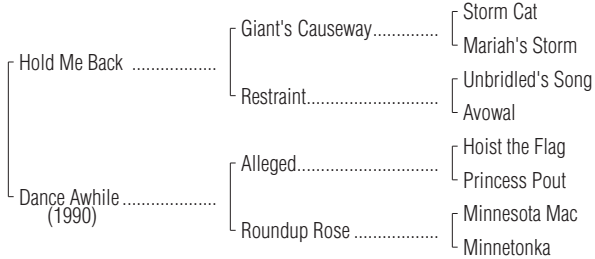 Storm Cat
Giant's Causeway..............
Mariah's Storm
Hold Me Back ..................
Unbridled's Song
Restraint............................
Avowal
Hoist the Flag
Alleged..............................
Princess Pout
Dance Awhile ....................
(1990)
Minnesota Mac
Roundup Rose ..................
Minnetonka